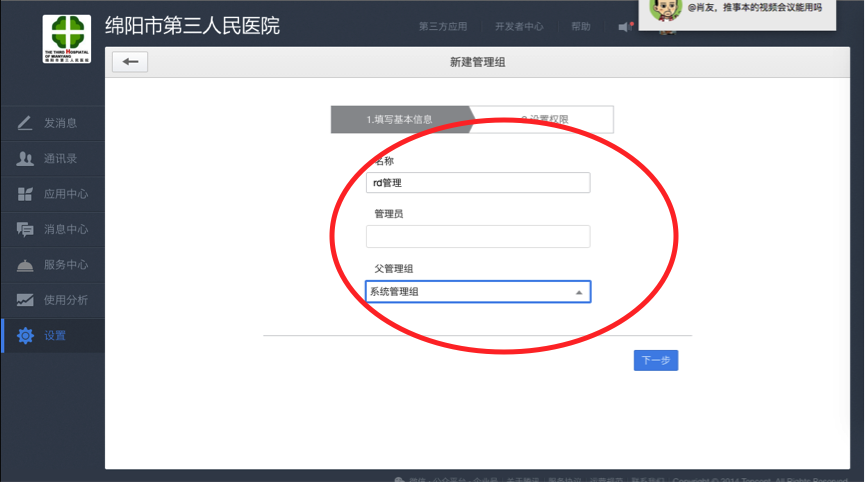 绵阳市第三人民医院
THE THIRD HOSPITAL
OF MIANYANG
绵阳市第三人民医院
第三方应用
开发者中心
帮助
@肖友，推事本的视频会议能用吗
新建管理组
发消息
通讯录
应用中心
消息中心
服务中心
使用分析
设置
1.填写基本信息
2.设置权限
名称
rd管理
管理员
父管理组
系统管理组
下一步